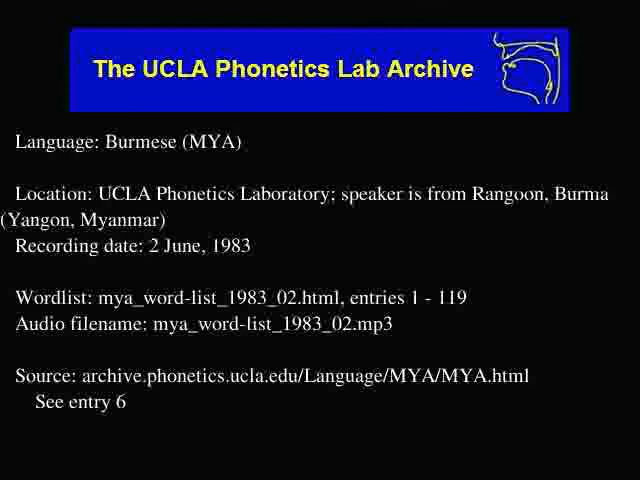 The UCLA Phonetics Lab Archive
Language: Burmese (MYA)
Location: UCLA Phonetics Laboratory; speaker is from Rangoon, Burma
(Yangon, Myanmar)
Recording date: 2 June, 1983
Wordlist: mya_word-list_1983_02.html, entries 1 - 119
Audio filename: mya_word-list_1983_02.mp3
Source: archive.phonetics.ucla.edu/Language/MYA/MYA.html
See entry 6